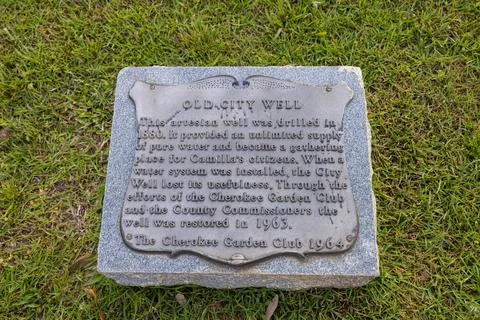 OLD CITY WELL
This artesian well was drilled in
1880. It provided an unlimited supply
of pure water and became a gathering
place for Camilla's citizens. When a
water system was installed, the City
Well lost its usefulness. Through the
efforts of the Cherokee Garden Club
and the County Commissioners the
well was restored in 1963.
The Cherokee Garden Club 1964